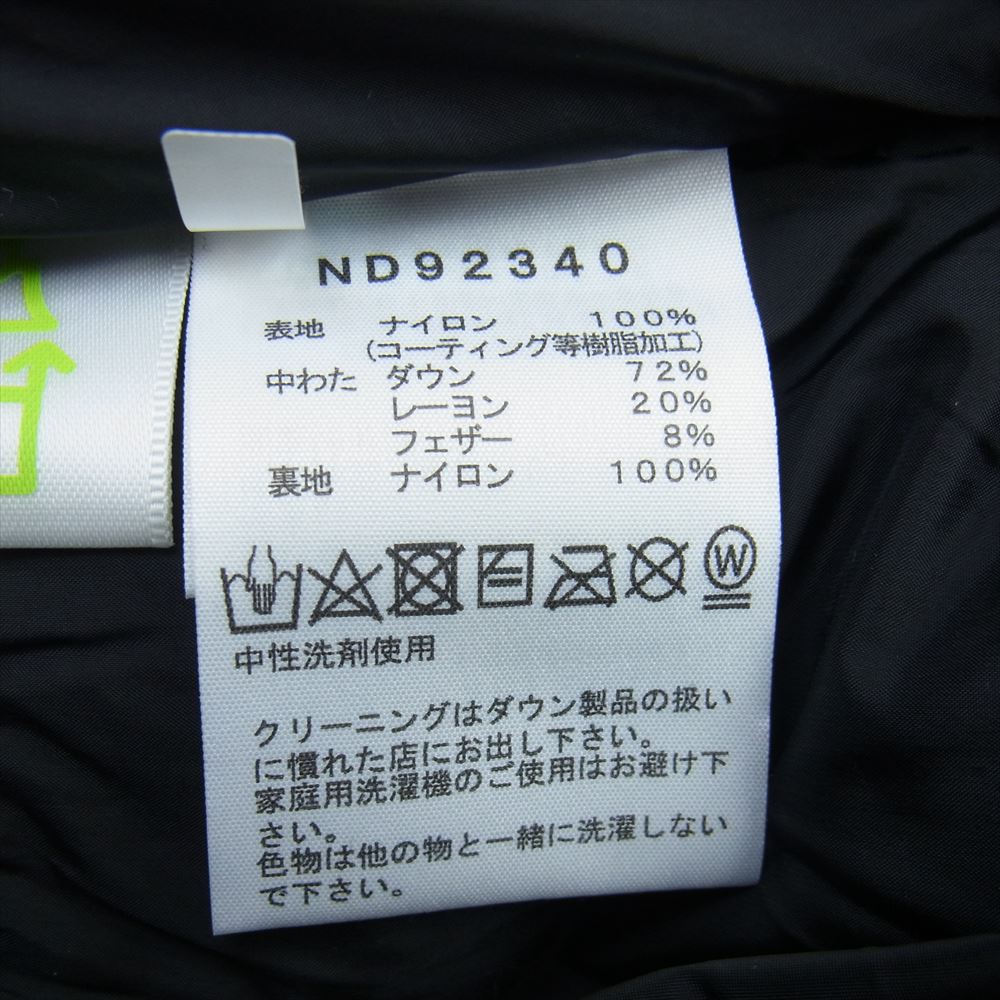 ND92340
表地 ナイロン 100%
(コーティング等樹脂加工)
中わた ダウン 72%
レーヨン 20%
フェザー 8%
裏地 ナイロン 100%
W
中性洗剤使用
クリーニングはダウン製品の扱い
に慣れた店にお出し下さい。
家庭用洗濯機のご使用はお避け下
さい。
色物は他の物と一緒に洗濯しない
で下さい。